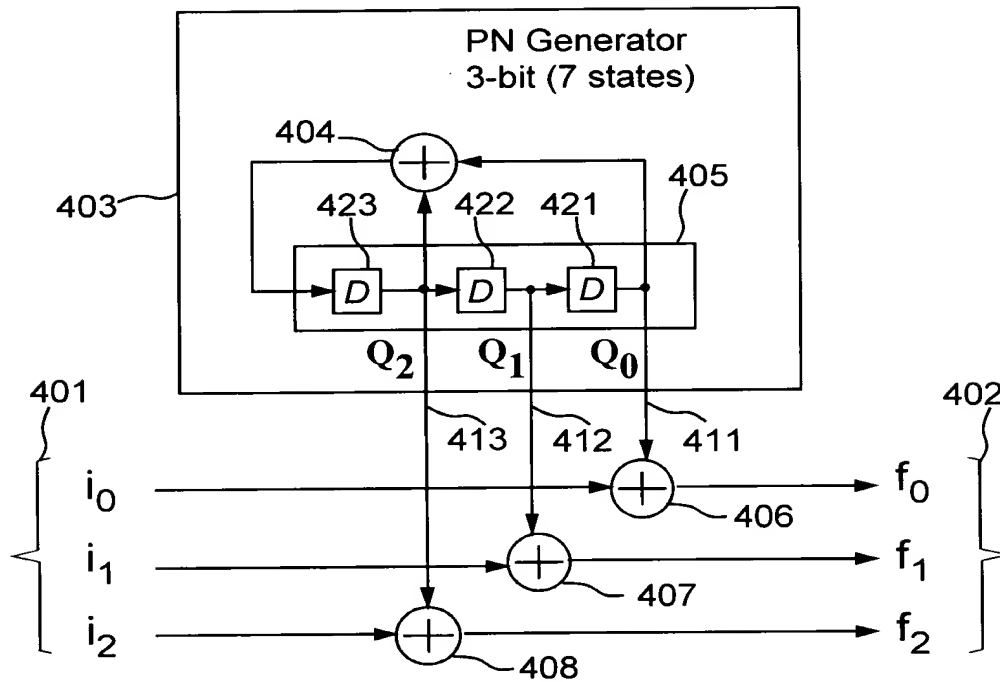 PN Generator
3-bit (7 states)
404
403
423
422
421
405
D
D
D
Q2
Q1
Q0
401
413
412
411
402
i0
f0
406
i1
f1
407
i2
f2
408